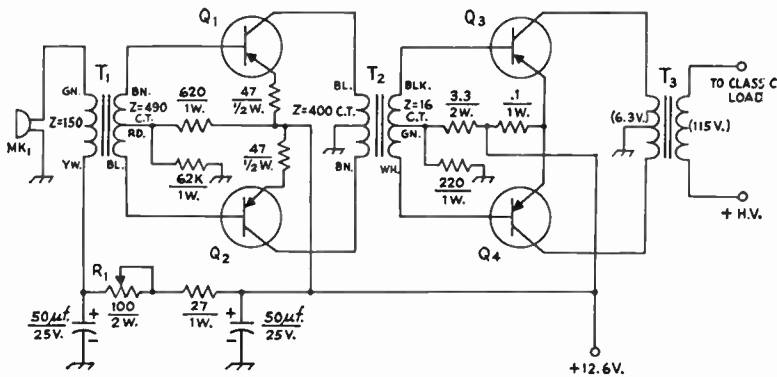 Q1
Q3
T1
T2
T3
GN.
BN.
620
1W.
47
1/2W.
BL.
BLK.
3.3
2W.
.1
1W.
TO CLASS C
LOAD
Z=150
Z=490
C.T.
RD.
Z=400 C.T.
Z=16
C.T.
GN.
(6.3V.)
(115V.)
MK1
YW.
BL.
62K
1W.
47
1/2W.
BN.
WH.
220
1W.
+ H.V.
Q2
Q4
R1
50µf.
25V.
+
-
100
2W.
27
1W.
+
-
50µf.
25V.
+12.6V.